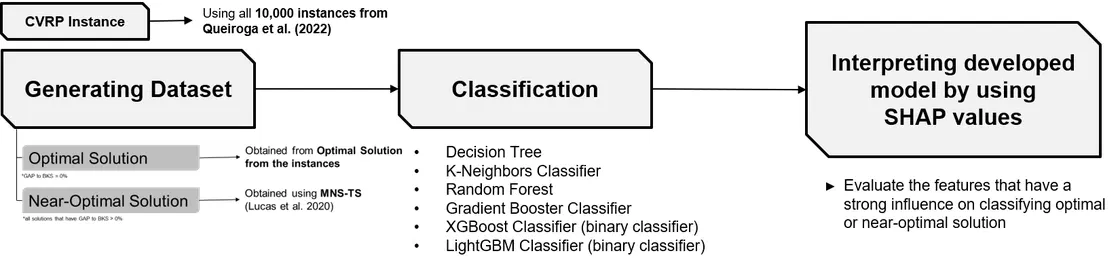 CVRP Instance
Using all 10,000 instances from
Queiroga et al. (2022)
Generating Dataset
Classification
Interpreting developed
model by using
SHAP values
Optimal Solution
*GAP to BKS = 0%
Obtained from Optimal Solution
from the instances
Near-Optimal Solution
*all solutions that have GAP to BKS > 0%
Obtained using MNS-TS
(Lucas et al. 2020)
• Decision Tree
• K-Neighbors Classifier
• Random Forest
• Gradient Booster Classifier
• XGBoost Classifier (binary classifier)
• LightGBM Classifier (binary classifier)
► Evaluate the features that have a
strong influence on classifying optimal
or near-optimal solution